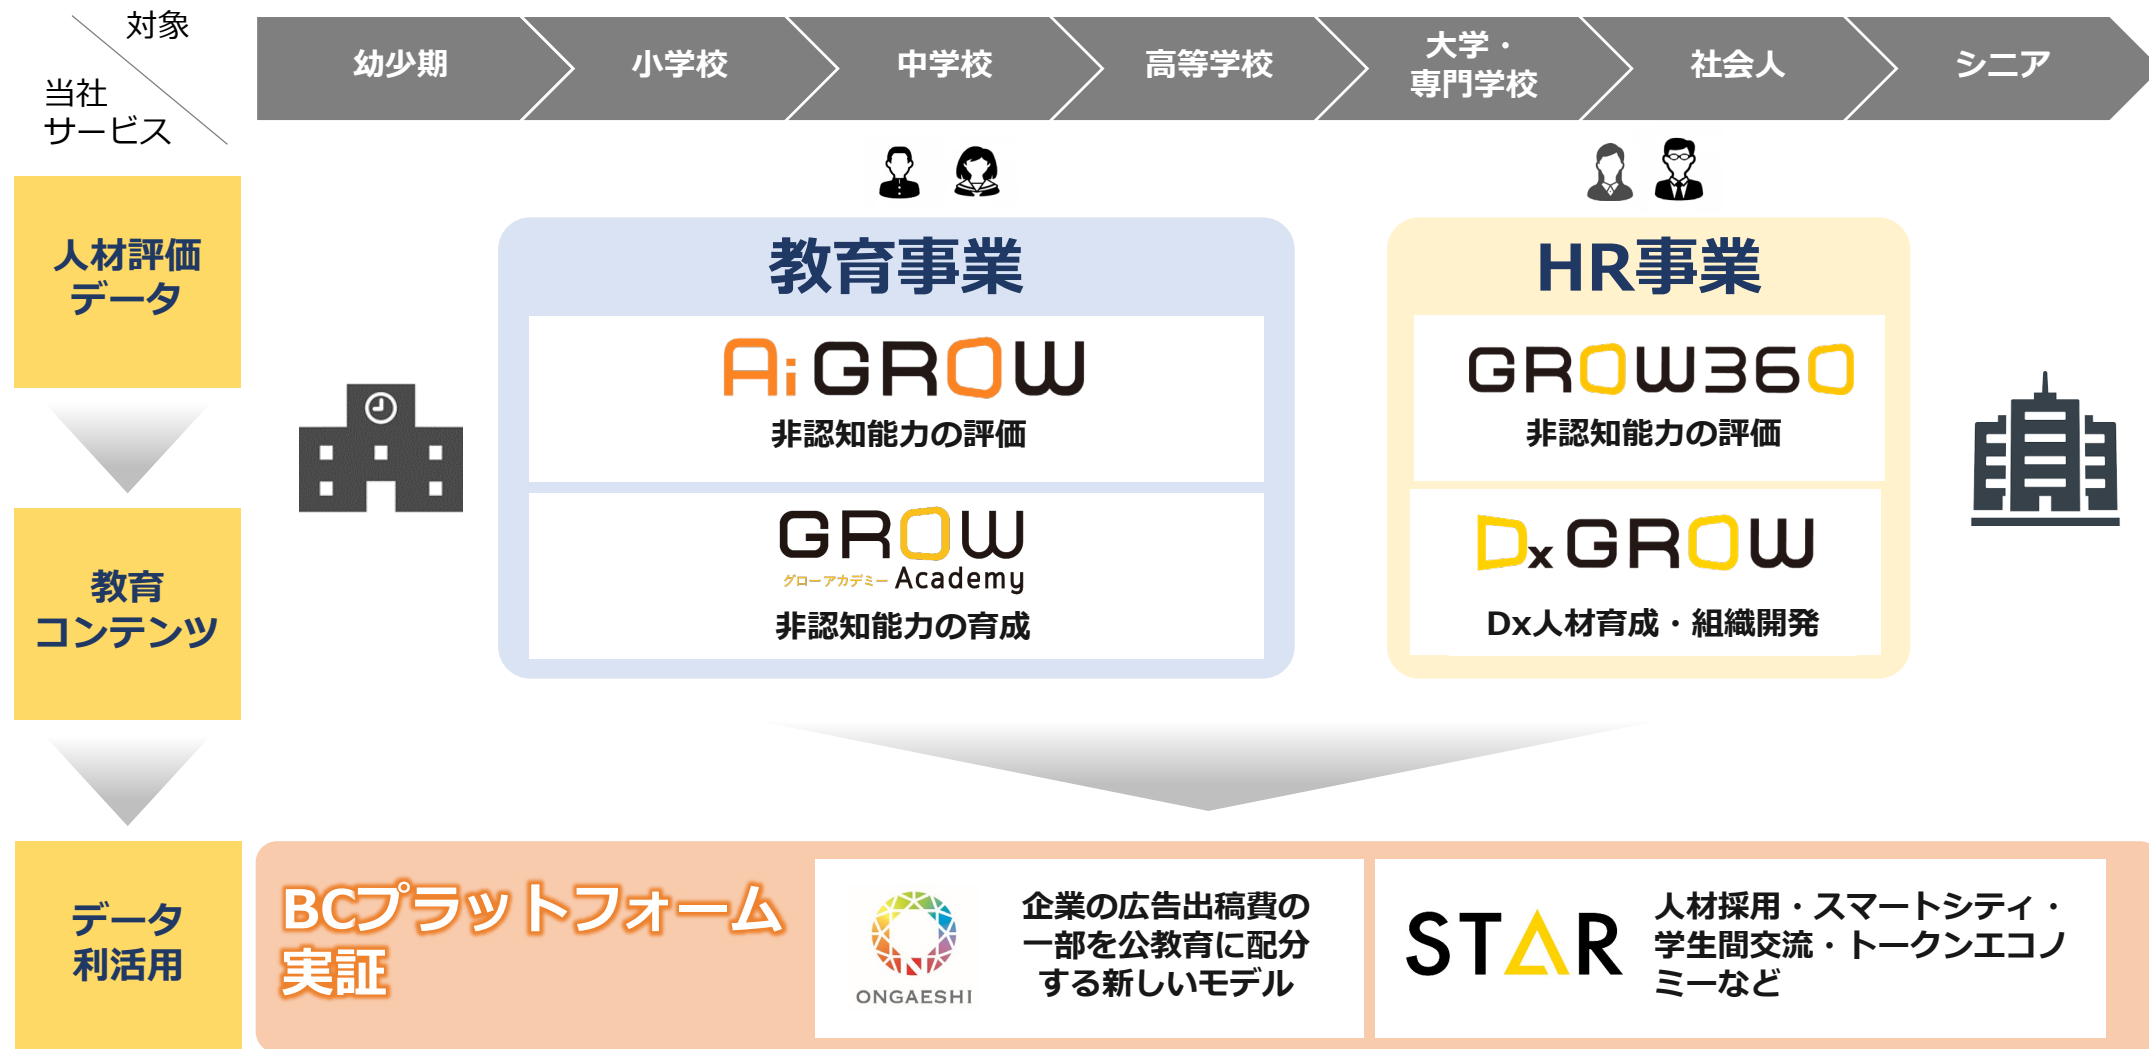 対象
当社
サービス
幼少期
小学校
中学校
高等学校
大学・
専門学校
社会人
シニア
人材評価
データ
教育事業
AiGROW
非認知能力の評価
GROW
グローアカデミー Academy
非認知能力の育成
HR事業
GROW360
非認知能力の評価
DxGROW
Dx人材育成・組織開発
教育
コンテンツ
データ
利活用
BCプラットフォーム
実証
ONGAESHI
企業の広告出稿費の
一部を公教育に配分
する新しいモデル
STAR
人材採用・スマートシティ・
学生間交流・トークンエコノ
ミーなど